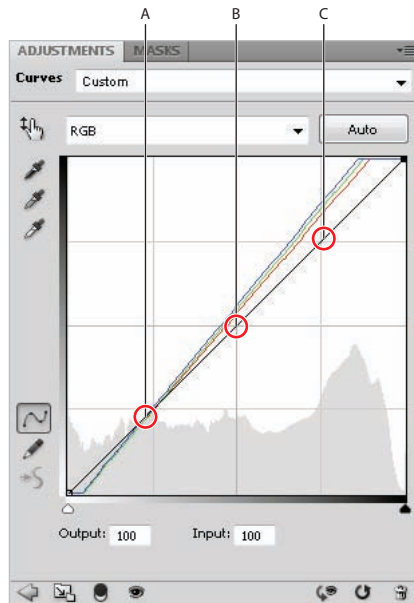 A B C
ADJUSTMENTS MASKS
Curves Custom
RGB Auto
Output: 100 Input: 100